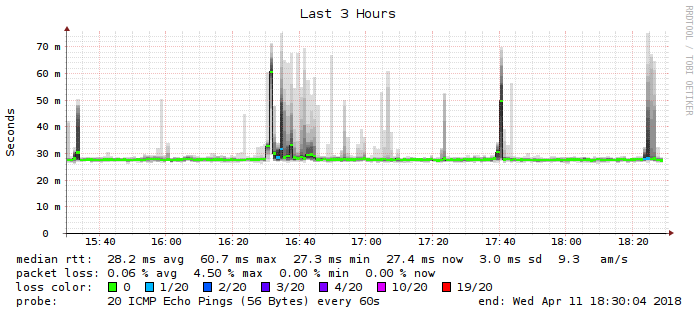 Last 3 Hours
RRDTOOL / TOBI OETIKER
Seconds
70 m
60 m
50 m
40 m
30 m
20 m
10 m
0
15:40 16:00 16:20 16:40 17:00 17:20 17:40 18:00 18:20
median rtt: 28.2 ms avg 60.7 ms max 27.3 ms min 27.4 ms now 3.0 ms sd 9.3 am/s
packet loss: 0.06 % avg 4.50 % max 0.00 % min 0.00 % now
loss color: 0 1/20 2/20 3/20 4/20 10/20 19/20
probe: 20 ICMP Echo Pings (56 Bytes) every 60s end: Wed Apr 11 18:30:04 2018